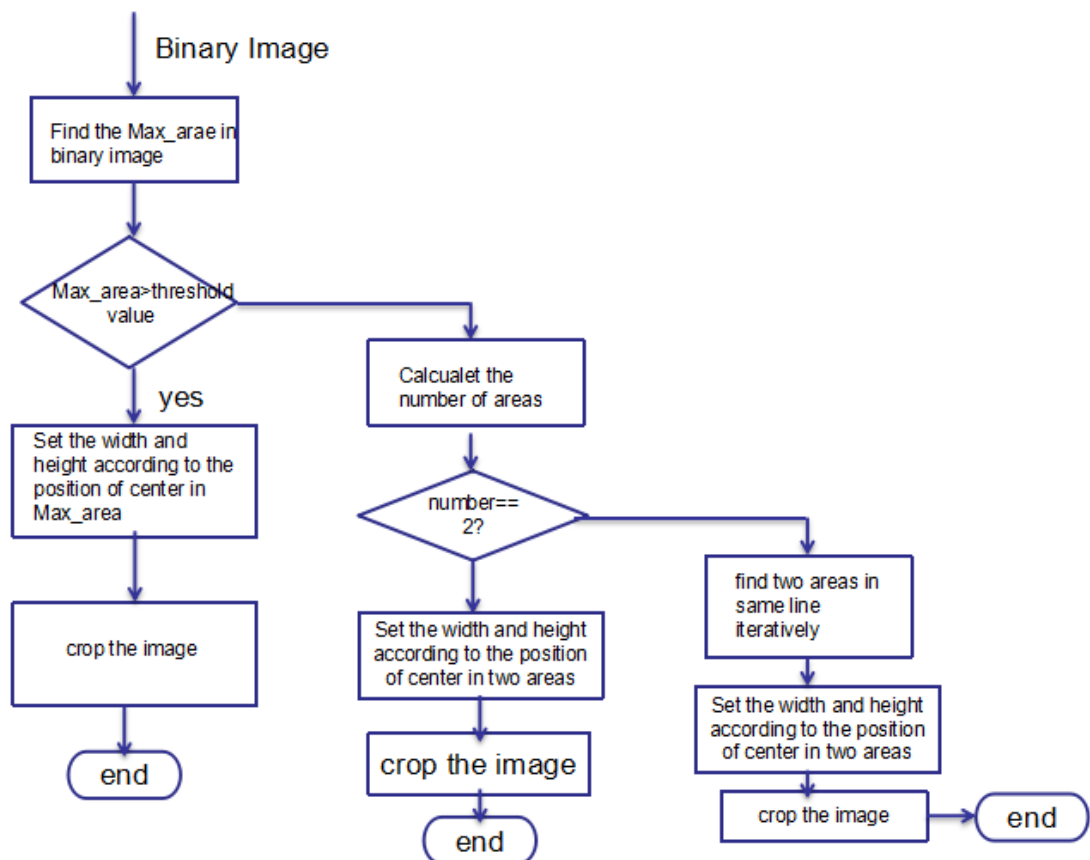 Binary Image
Find the Max_arae in
binary image
Max_area>threshold
value
yes
Set the width and
height according to the
position of center in
Max_area
crop the image
end
Calcualet the
number of areas
number==
2?
Set the width and height
according to the position
of center in two areas
crop the image
end
find two areas in
same line
iteratively
Set the width and height
according to the position
of center in two areas
crop the image
end